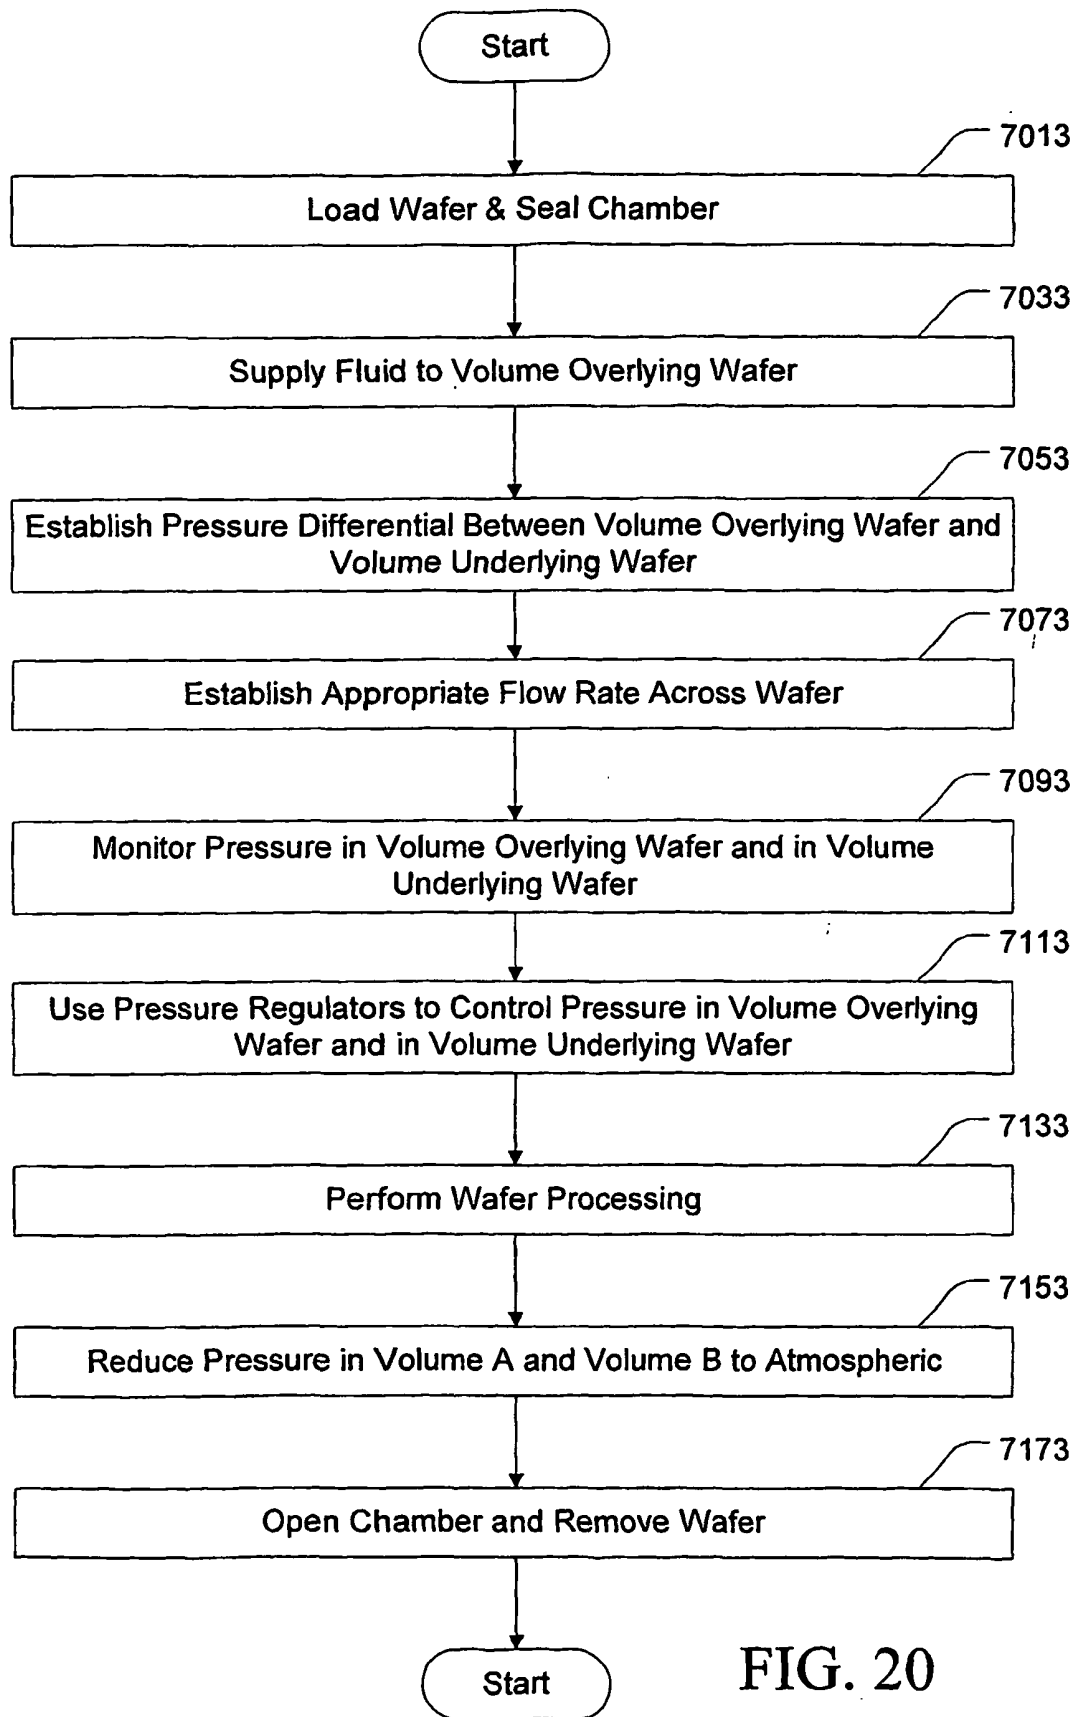 Start
7013
Load Wafer & Seal Chamber
7033
Supply Fluid to Volume Overlying Wafer
7053
Establish Pressure Differential Between Volume Overlying Wafer and
Volume Underlying Wafer
7073
Establish Appropriate Flow Rate Across Wafer
7093
Monitor Pressure in Volume Overlying Wafer and in Volume
Underlying Wafer
7113
Use Pressure Regulators to Control Pressure in Volume Overlying
Wafer and in Volume Underlying Wafer
7133
Perform Wafer Processing
7153
Reduce Pressure in Volume A and Volume B to Atmospheric
7173
Open Chamber and Remove Wafer
Start
FIG. 20